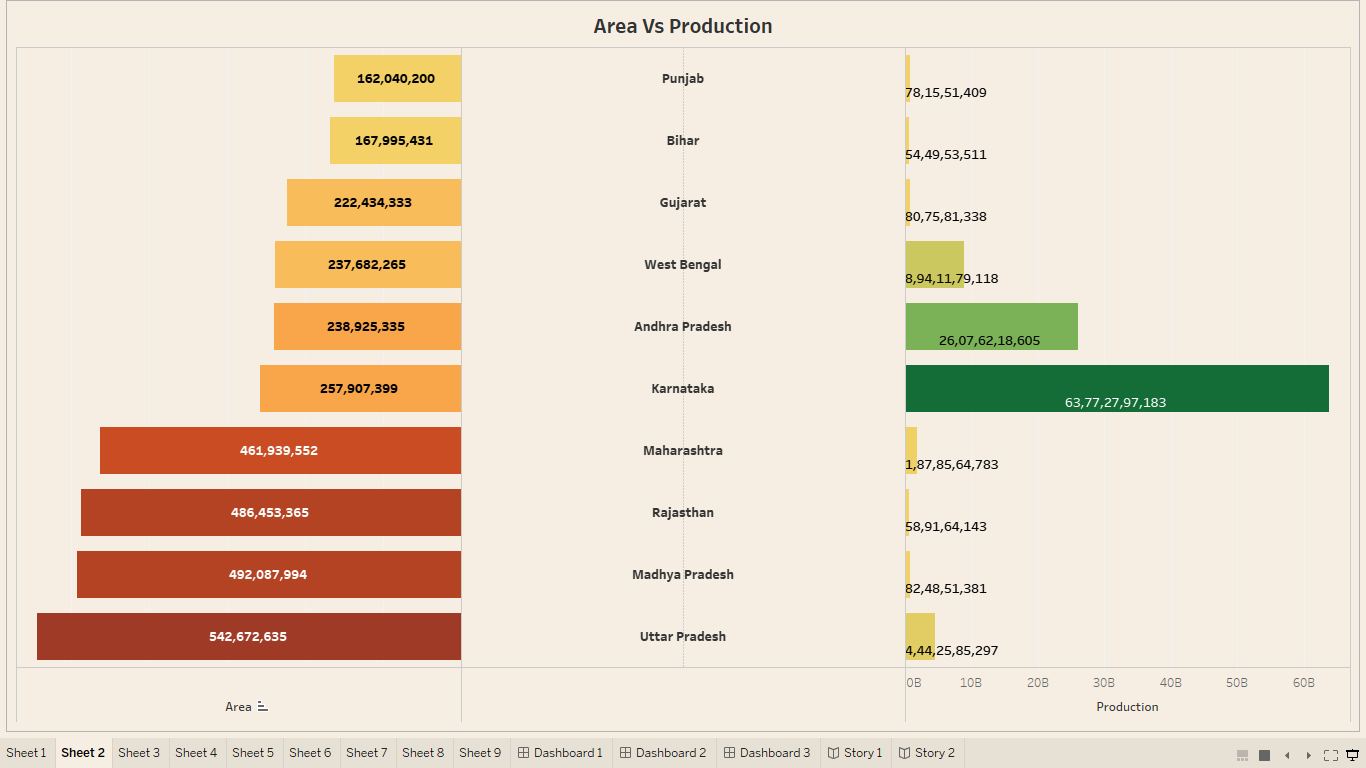 Area Vs Production
162,040,200 Punjab 78,15,51,409
167,995,431 Bihar 54,49,53,511
222,434,333 Gujarat 80,75,81,338
237,682,265 West Bengal 8,94,11,79,118
238,925,335 Andhra Pradesh 26,07,62,18,605
257,907,399 Karnataka 63,77,27,97,183
461,939,552 Maharashtra 1,87,85,64,783
486,453,365 Rajasthan 58,91,64,143
492,087,994 Madhya Pradesh 82,48,51,381
542,672,635 Uttar Pradesh 4,44,25,85,297
0B 10B 20B 30B 40B 50B 60B
Area Production
Sheet 1 Sheet 2 Sheet 3 Sheet 4 Sheet 5 Sheet 6 Sheet 7 Sheet 8 Sheet 9 Dashboard 1 Dashboard 2 Dashboard 3 Story 1 Story 2